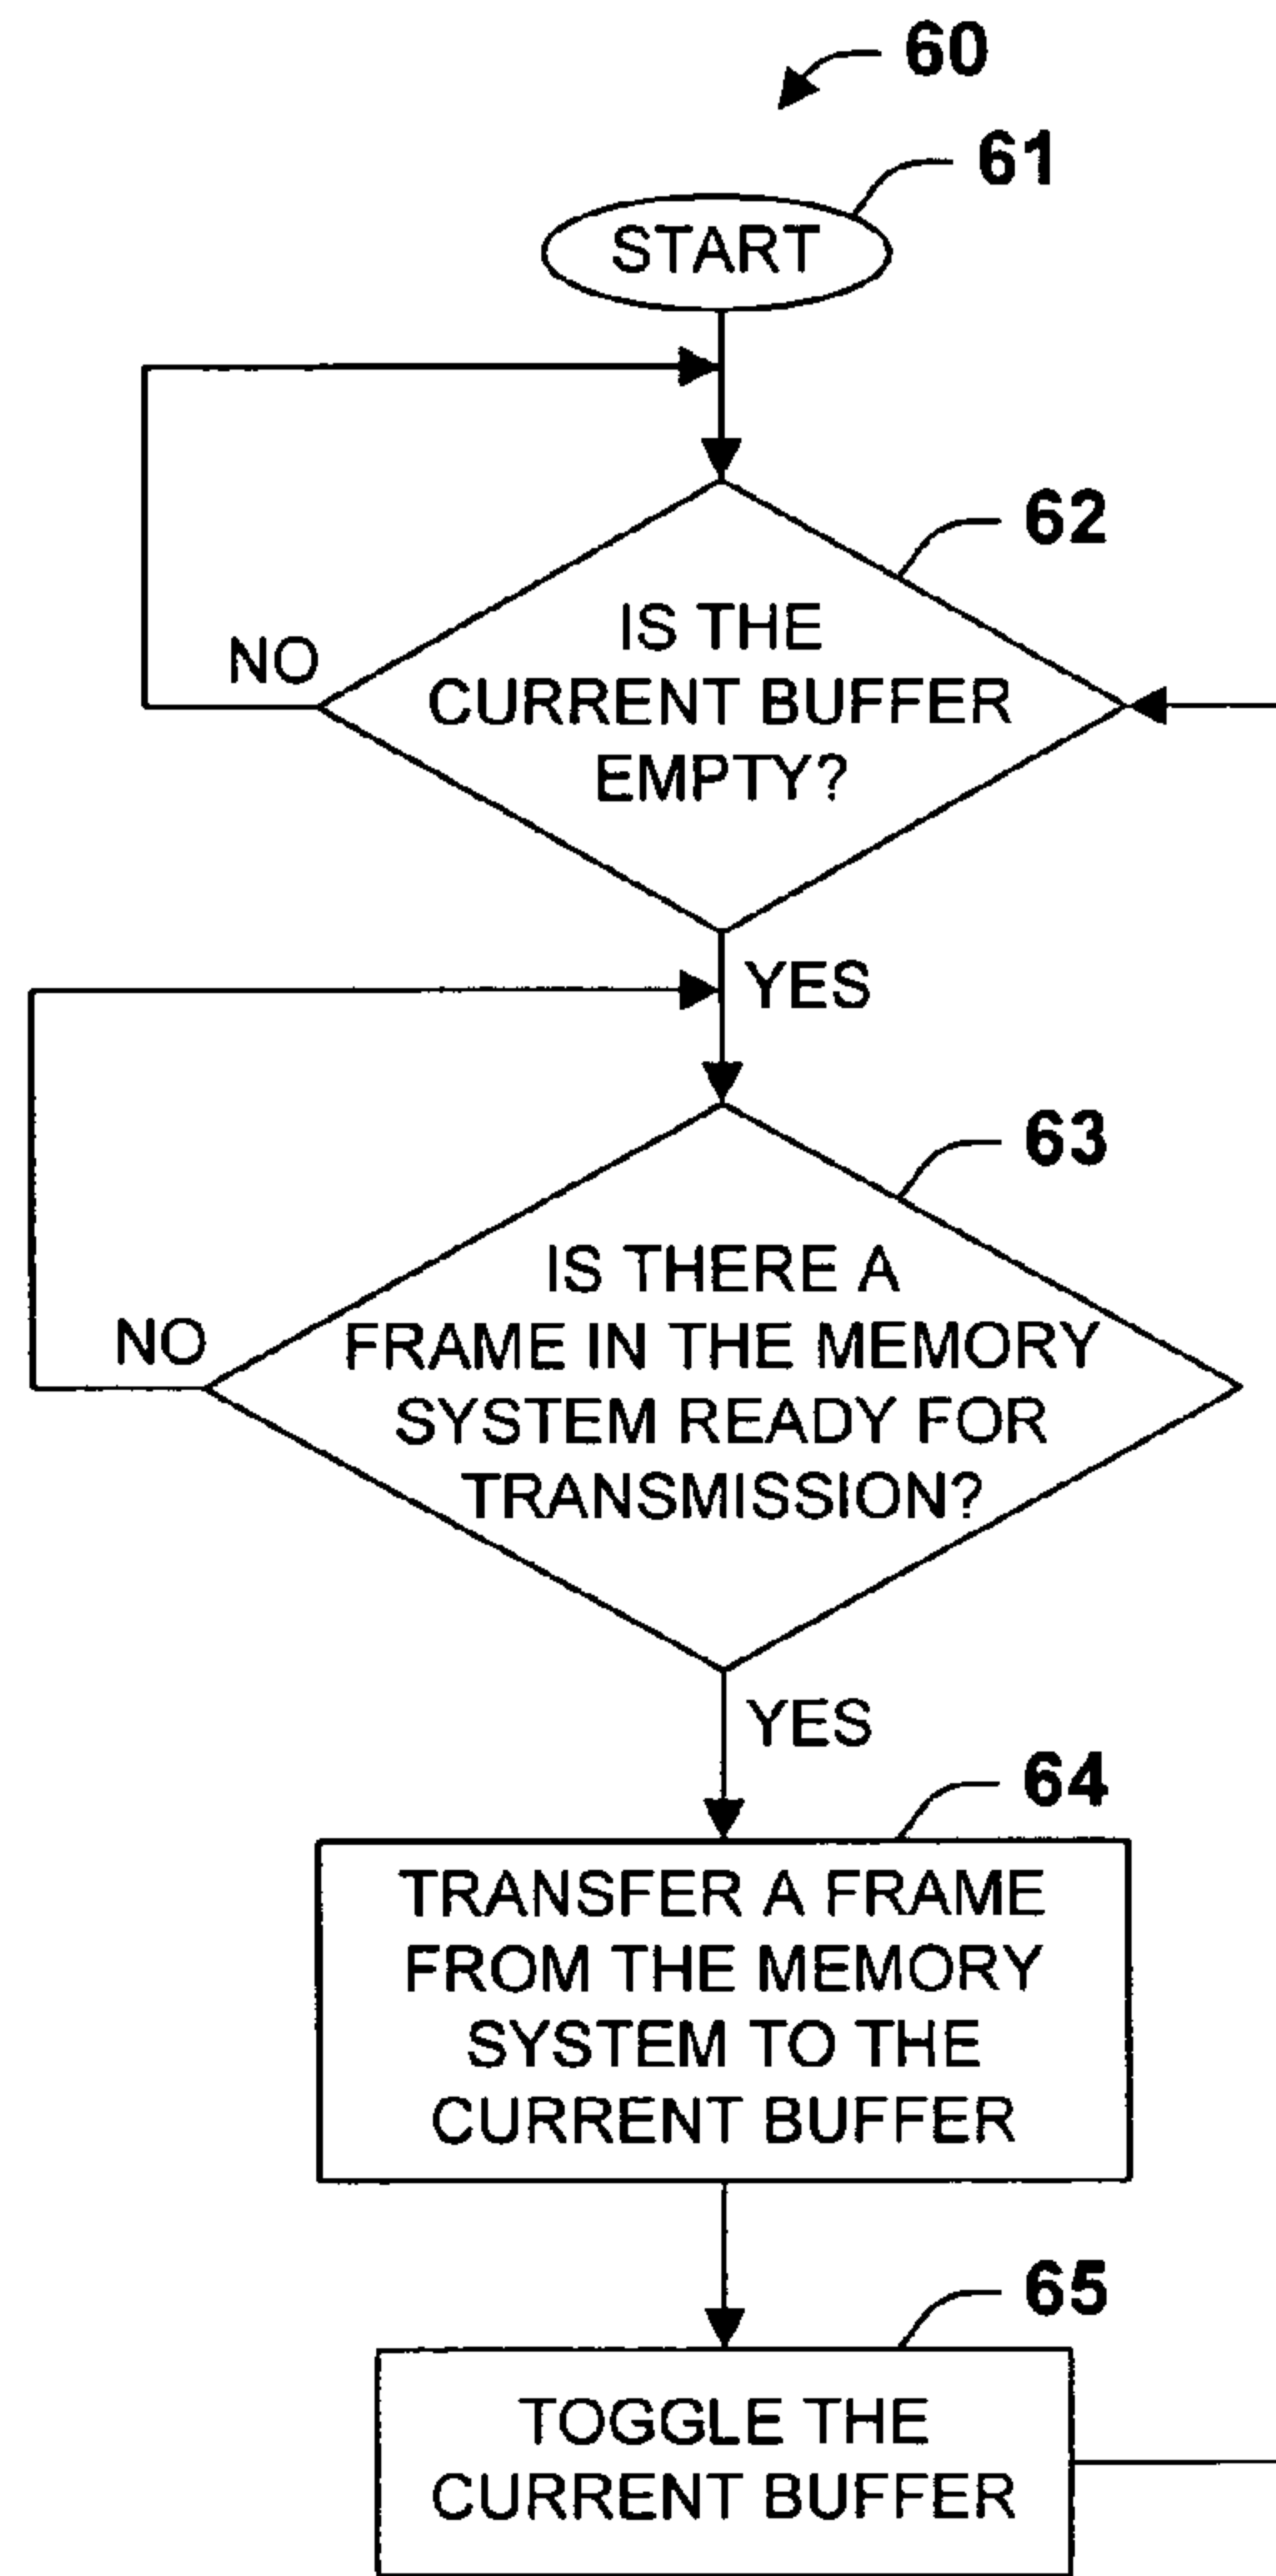 60
61
START
62
IS THE
CURRENT BUFFER
EMPTY?
NO
YES
63
IS THERE A
FRAME IN THE MEMORY
SYSTEM READY FOR
TRANSMISSION?
NO
YES
64
TRANSFER A FRAME
FROM THE MEMORY
SYSTEM TO THE
CURRENT BUFFER
65
TOGGLE THE
CURRENT BUFFER